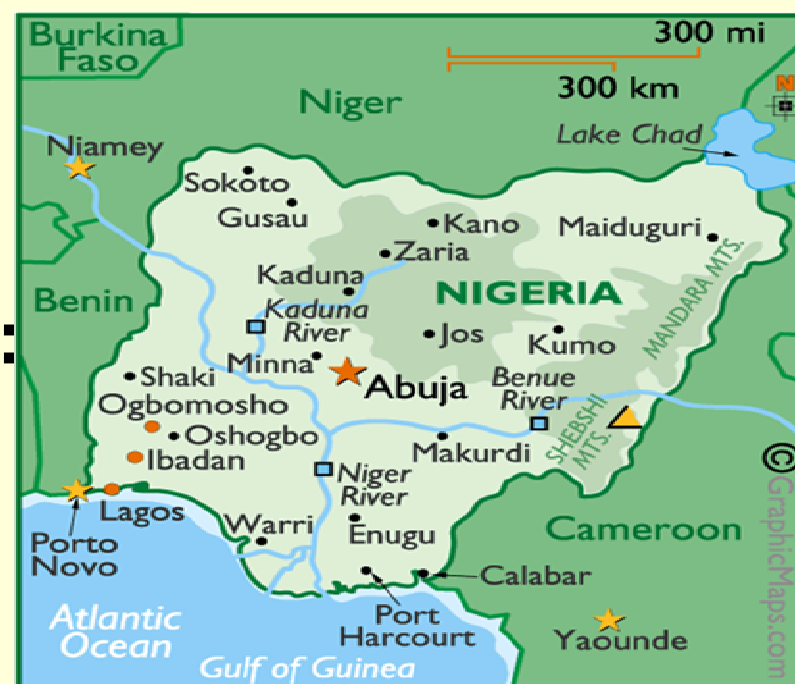 Burkina
Faso
300 mi
300 km
N
Niger
Lake Chad
Niamey
Sokoto
Gusau
Kano
Maiduguri
Zaria
Kaduna
NIGERIA
MANDARA MTS.
Benin
Kaduna
River
Jos
Kumo
Minna
Shaki
Abuja
Benue
River
Ogbomosho
Oshogbo
Makurdi
SHEBSHI
MTS.
Ibadan
Niger
River
Lagos
Warri
Enugu
Cameroon
Porto
Novo
Calabar
Port
Harcourt
Atlantic
Ocean
Yaounde
Gulf of Guinea
©GraphicMaps.com
: